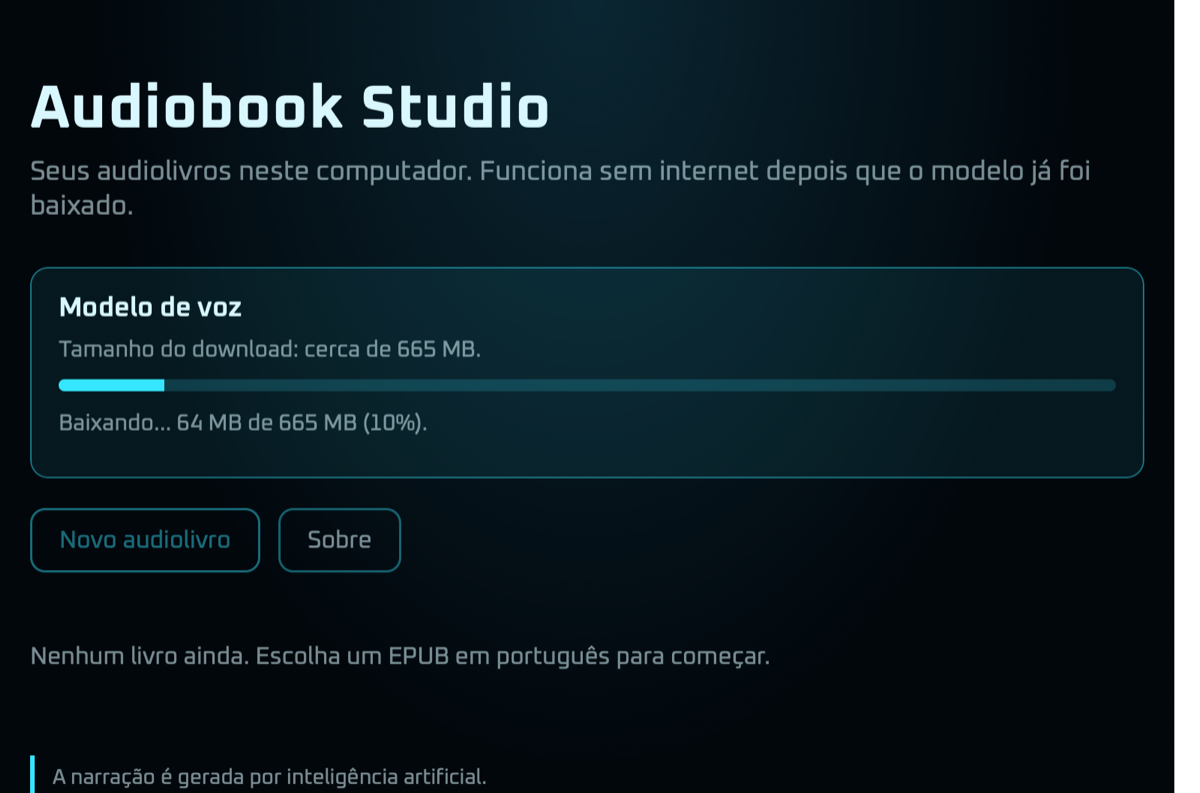 Audiobook Studio
Seus audiolivros neste computador. Funciona sem internet depois que o modelo já foi
baixado.
Modelo de voz
Tamanho do download: cerca de 665 MB.
Baixando... 64 MB de 665 MB (10%).
Novo audiolivro
Sobre
Nenhum livro ainda. Escolha um EPUB em português para começar.
A narração é gerada por inteligência artificial.